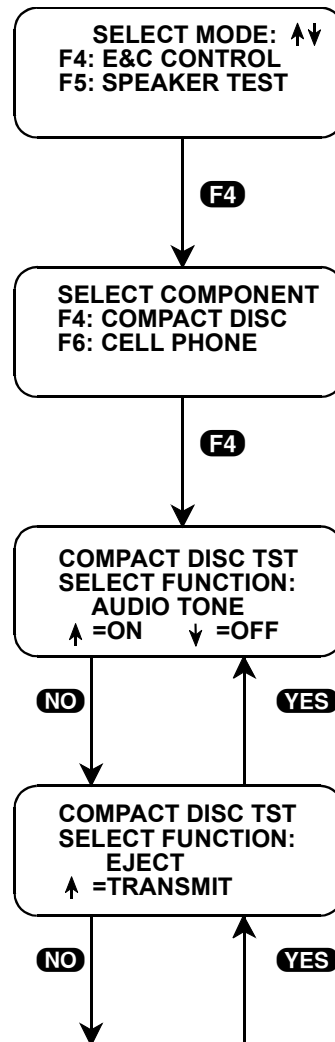 SELECT MODE: ↑↓
F4: E&C CONTROL
F5: SPEAKER TEST
F4
SELECT COMPONENT
F4: COMPACT DISC
F6: CELL PHONE
F4
COMPACT DISC TST
SELECT FUNCTION:
AUDIO TONE
↑ =ON ↓ =OFF
NO YES
COMPACT DISC TST
SELECT FUNCTION:
EJECT
↑ =TRANSMIT
NO YES